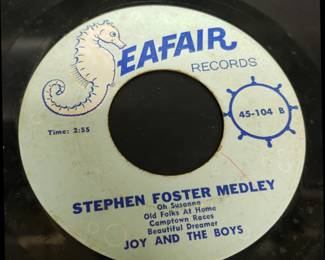 EAFAIR
RECORDS
Time: 2:55
45-104 B
STEPHEN FOSTER MEDLEY
Oh Susanna
Old Folks At Home
Camptown Races
Beautiful Dreamer
JOY AND THE BOYS